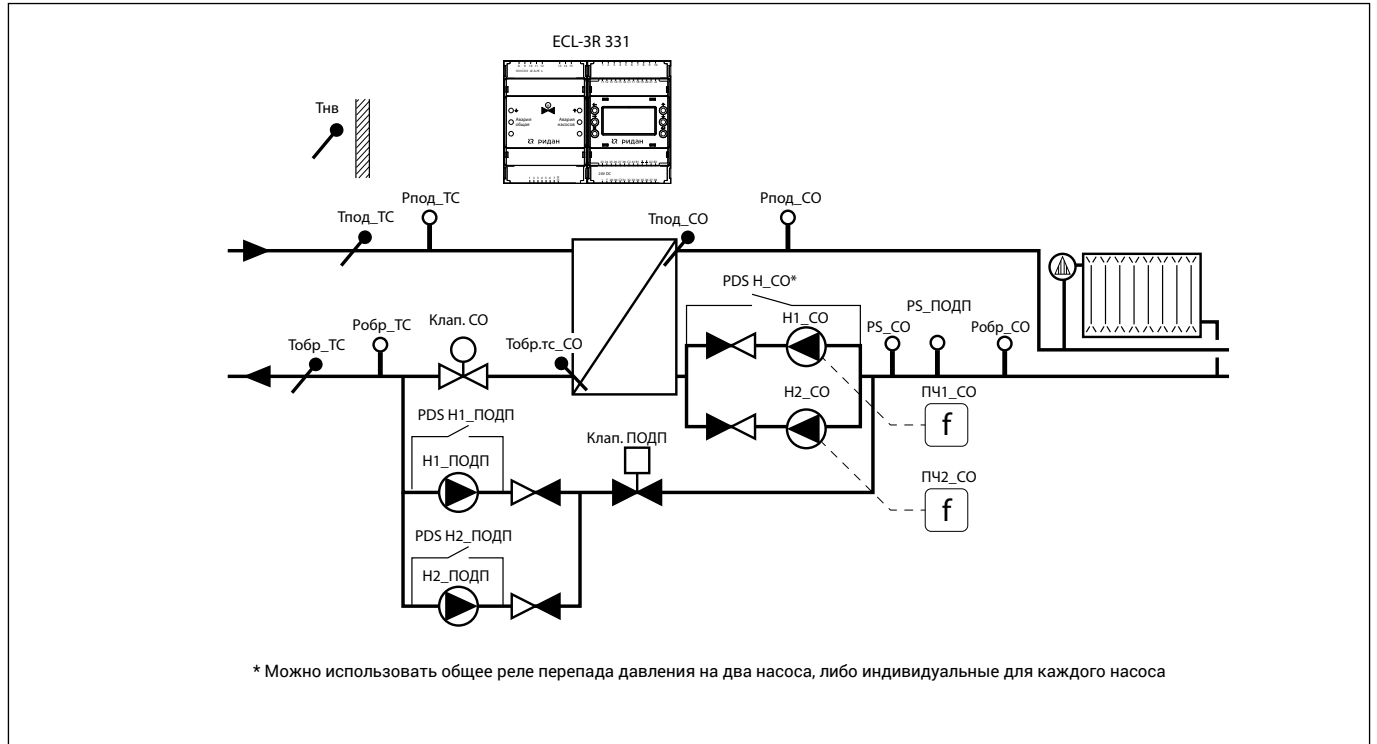 ECL-3R 331
Тнв
Авария
общая
Авария
насосов
ридан
ридан
24V DC
Рпод_ТС
Рпод_СО
Тпод_ТС
Тпод_СО
PDS Н_СО*
Н1_СО
PS_ПОДП
PS_СО
Робр_СО
Клап. СО
Робр_ТС
Тобр_ТС
Тобр.тс_СО
Н2_СО
ПЧ1_СО
f
PDS Н1_ПОДП
Клап. ПОДП
Н1_ПОДП
ПЧ2_СО
f
PDS Н2_ПОДП
Н2_ПОДП
* Можно использовать общее реле перепада давления на два насоса, либо индивидуальные для каждого насоса